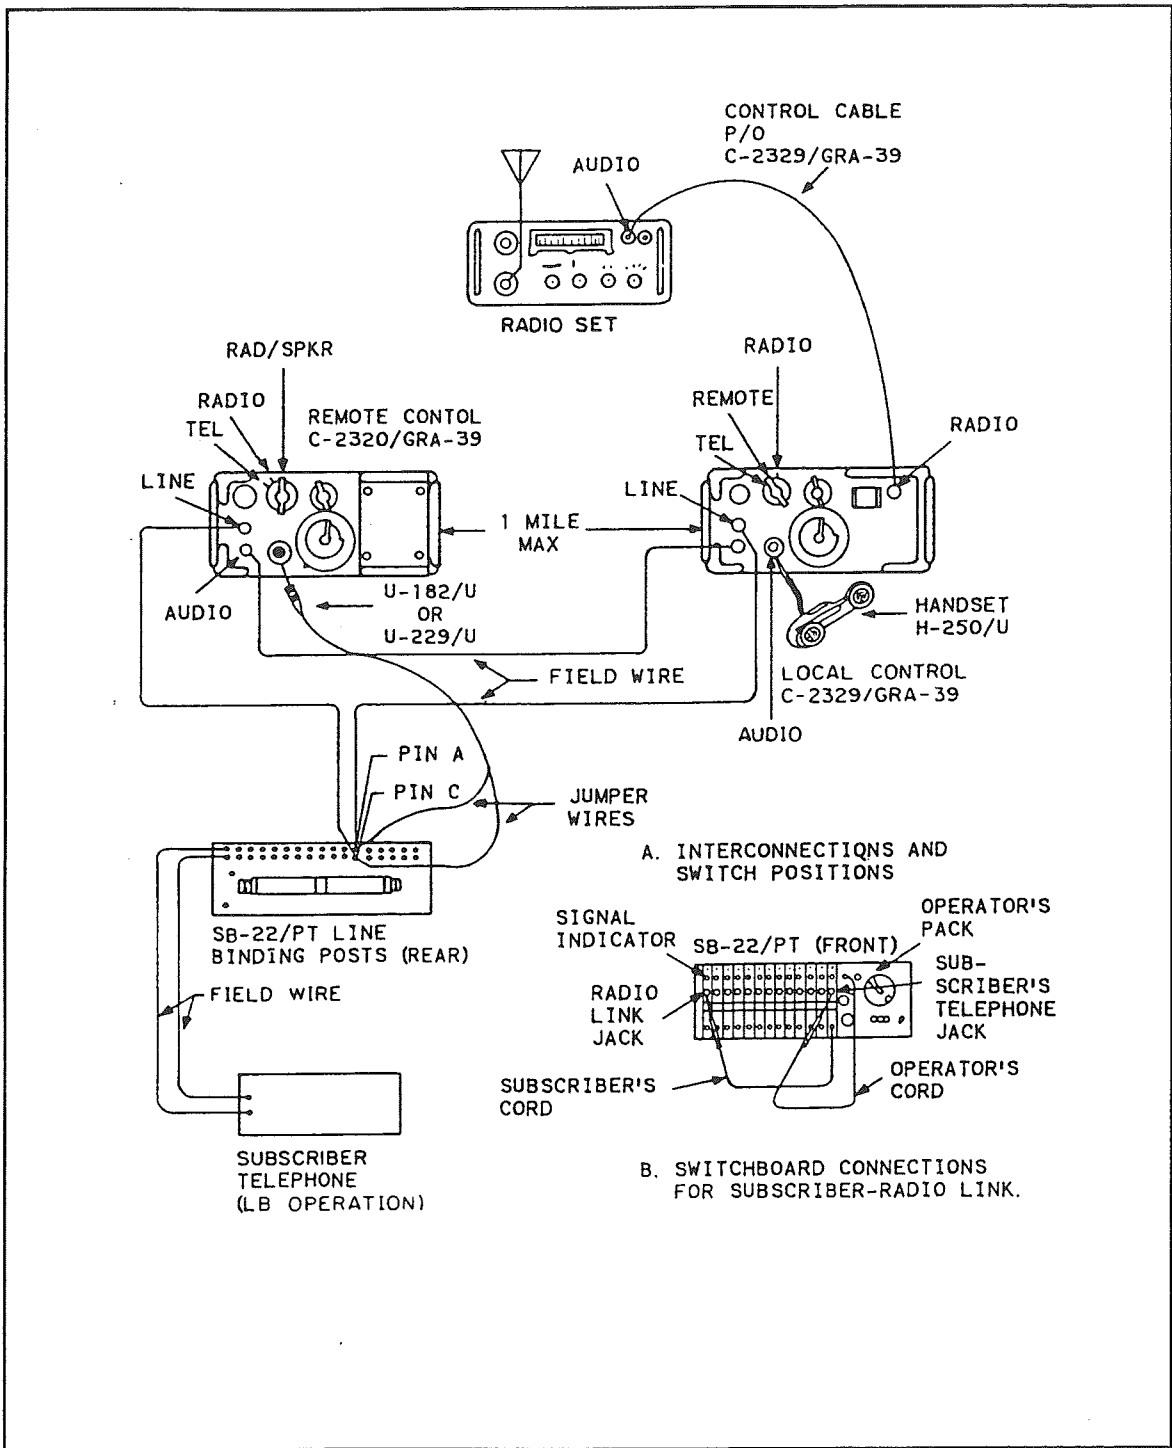 CONTROL CABLE
P/O
C-2329/GRA-39
AUDIO
RADIO SET
RAD/SPKR
RADIO
TEL
LINE
REMOTE CONTOL
C-2320/GRA-39
RADIO
REMOTE
TEL
LINE
RADIO
1 MILE
MAX
AUDIO
U-182/U
OR
U-229/U
HANDSET
H-250/U
FIELD WIRE
LOCAL CONTROL
C-2329/GRA-39
AUDIO
PIN A
PIN C
JUMPER
WIRES
A. INTERCONNECTIONS AND
SWITCH POSITIONS
SB-22/PT LINE
BINDING POSTS (REAR)
FIELD WIRE
SUBSCRIBER
TELEPHONE
(LB OPERATION)
SIGNAL
INDICATOR
SB-22/PT (FRONT)
OPERATOR'S
PACK
RADIO
LINK
JACK
SUB-
SCRIBER'S
TELEPHONE
JACK
SUBSCRIBER'S
CORD
OPERATOR'S
CORD
B. SWITCHBOARD CONNECTIONS
FOR SUBSCRIBER-RADIO LINK.